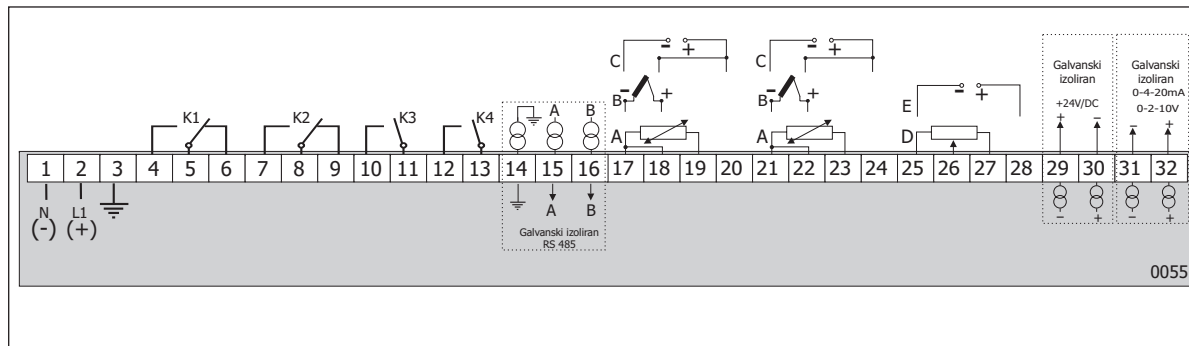 C - +
B - +
A
C - +
B - +
A
E - +
D
Galvanski
izoliran
+24V/DC
+ -
Galvanski
izoliran
0-4-20mA
0-2-10V
- +
K1 K2 K3 K4
A B
1 2 3 4 5 6 7 8 9 10 11 12 13 14 15 16 17 18 19 20 21 22 23 24 25 26 27 28 29 30 31 32
N
(-)
L1
(+)
A B
Galvanski izoliran
RS 485
- +
- +
0055